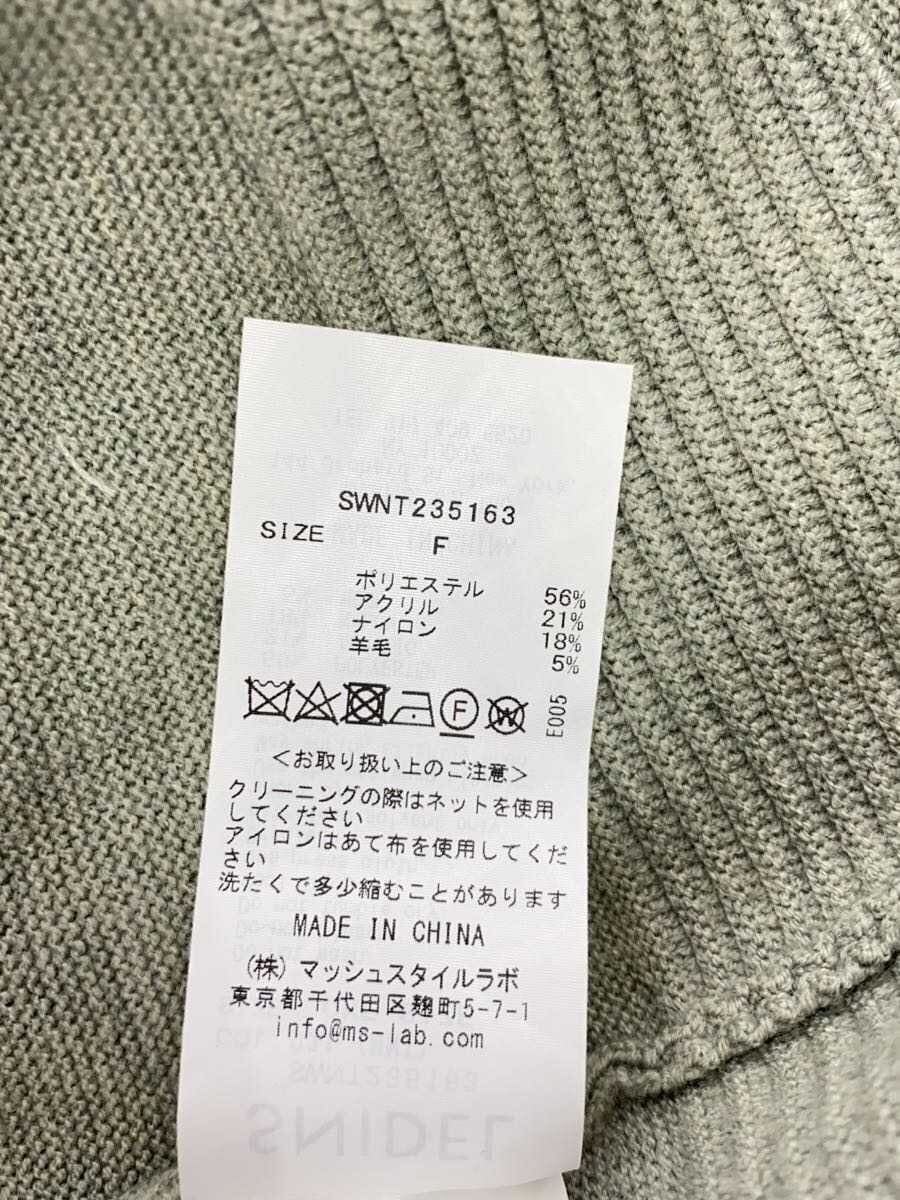 SWNT235163
SIZE F
ポリエステル 56%
アクリル 21%
ナイロン 18%
羊毛 5%
F W E005
<お取り扱い上のご注意>
クリーニングの際はネットを使用
してください
アイロンはあて布を使用してくだ
さい
洗たくで多少縮むことがあります
MADE IN CHINA
(株)マッシュスタイルラボ
東京都千代田区麹町5-7-1
info@ms-lab.com
SWNT235163
SNIDEL